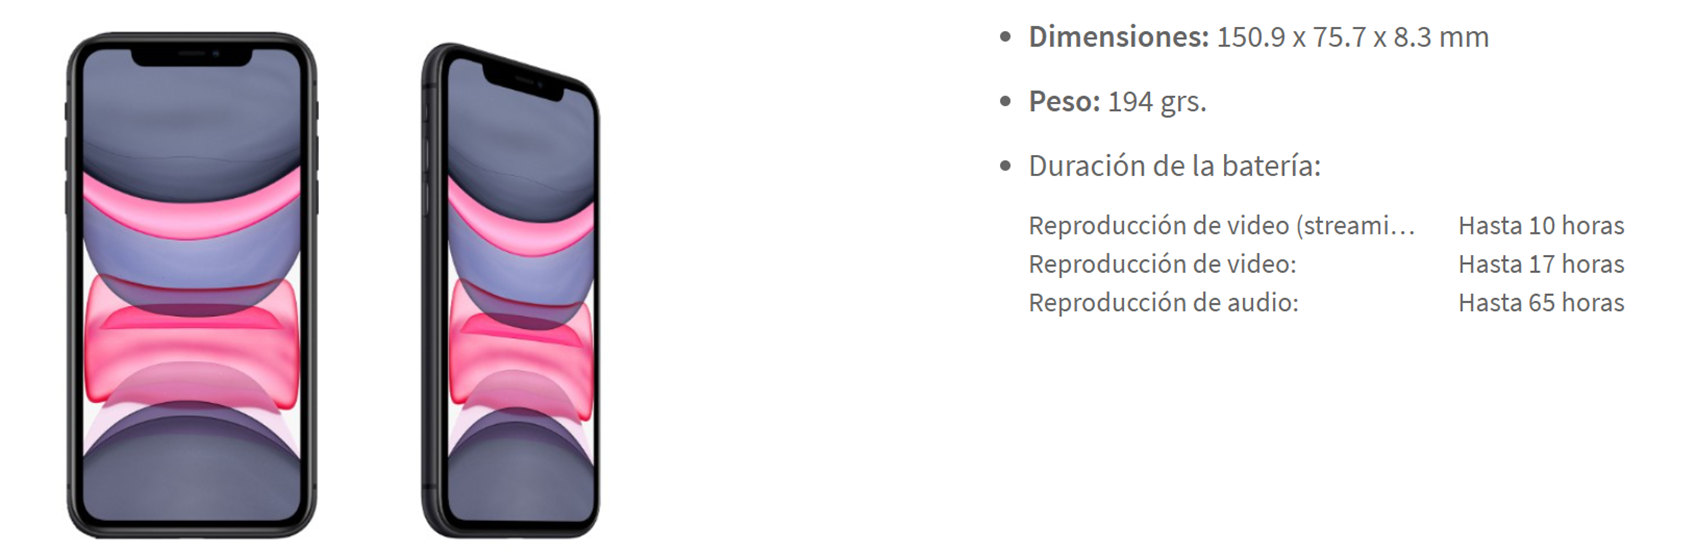 Dimensiones: 150.9 x 75.7 x 8.3 mm
Peso: 194 grs.
Duración de la batería:
Reproducción de video (streami… Hasta 10 horas
Reproducción de video: Hasta 17 horas
Reproducción de audio: Hasta 65 horas